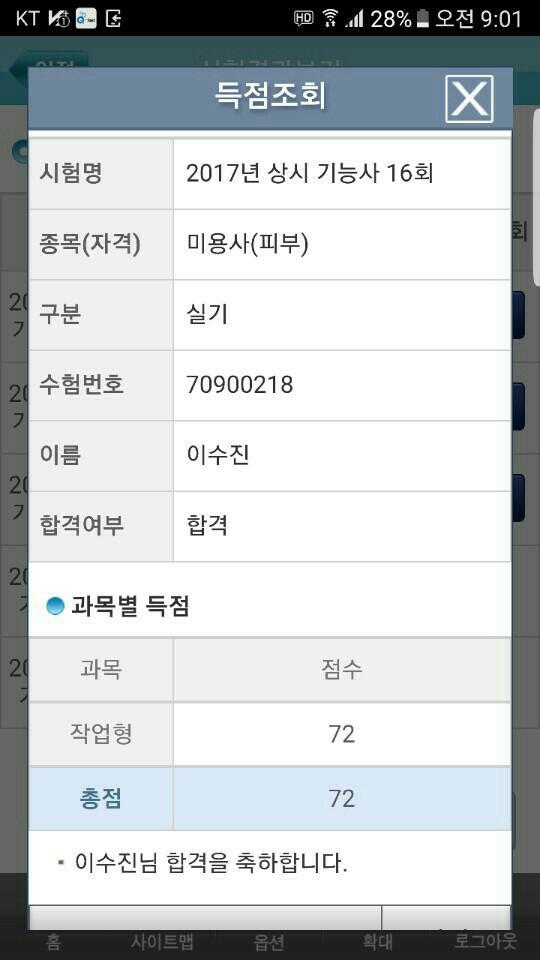 KT HD 28% 오전 9:01
득점조회
시험명 2017년 상시 기능사 16회
종목(자격) 미용사(피부)
구분 실기
수험번호 70900218
이름 이수진
합격여부 합격
과목별 득점
과목 점수
작업형 72
총점 72
이수진님 합격을 축하합니다.
홈 사이트맵 옵션 확대 로그아웃